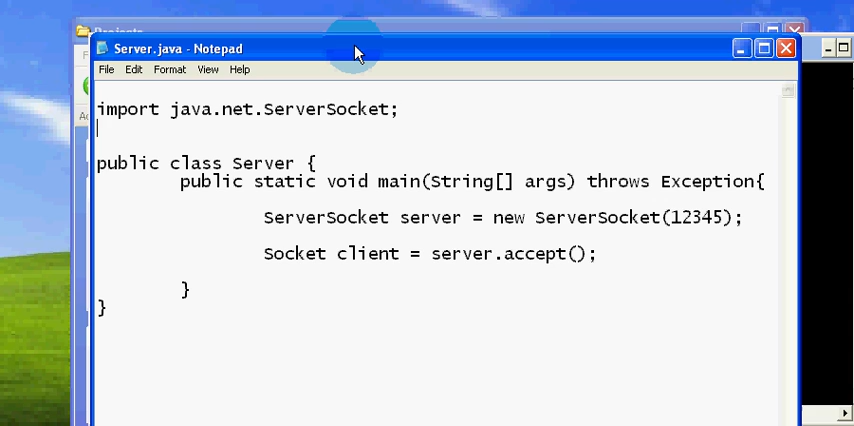 Server.java - Notepad
File Edit Format View Help
import java.net.ServerSocket;
public class Server {
public static void main(String[] args) throws Exception{
ServerSocket server = new ServerSocket(12345);
Socket client = server.accept();
}
}